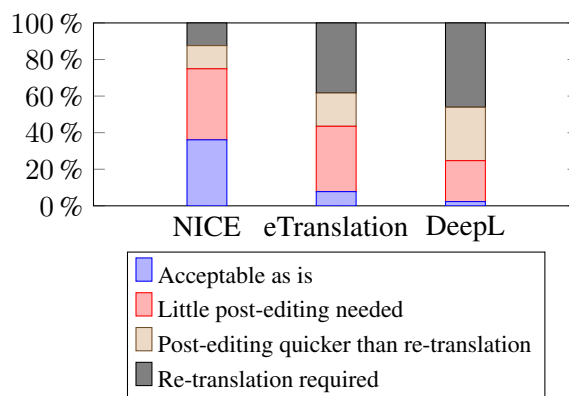 100 %
80 %
60 %
40 %
20 %
0 %
NICE eTranslation DeepL
Acceptable as is
Little post-editing needed
Post-editing quicker than re-translation
Re-translation required